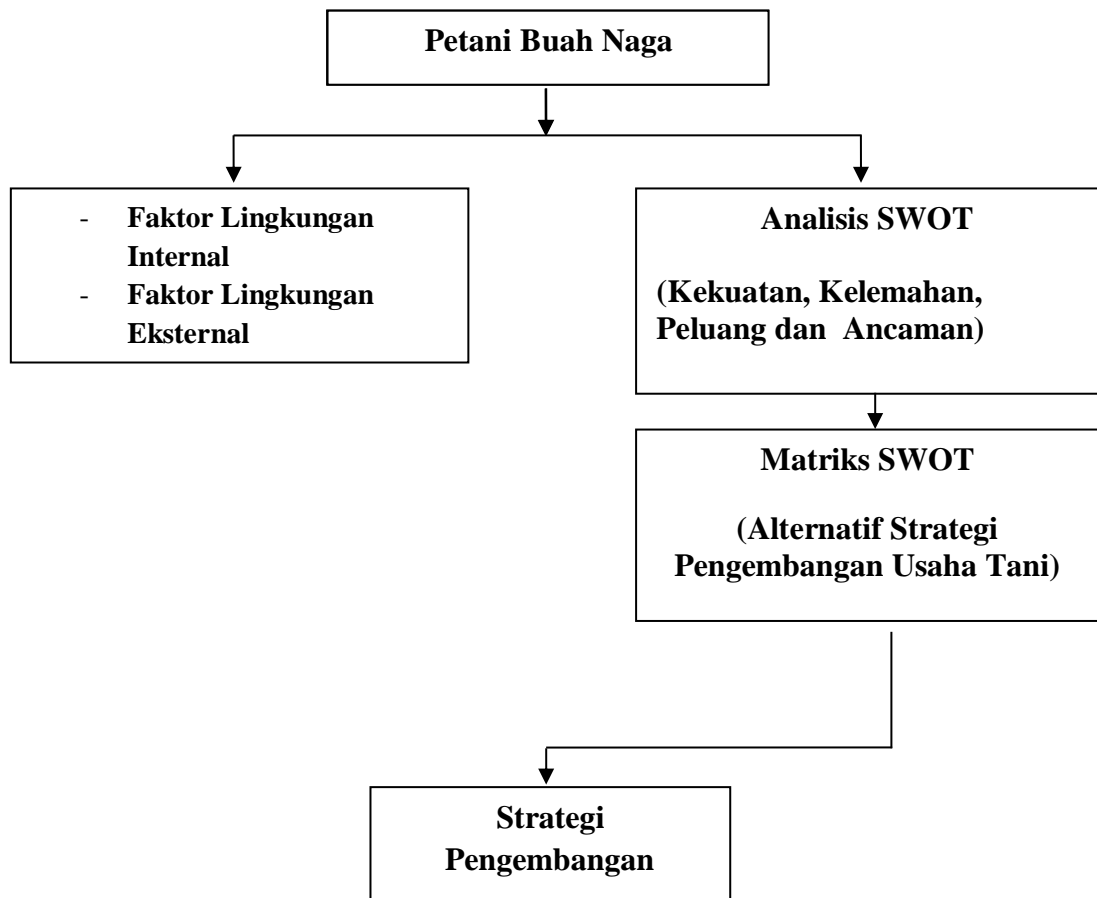 Petani Buah Naga
- Faktor Lingkungan
Internal
- Faktor Lingkungan
Eksternal
Analisis SWOT
(Kekuatan, Kelemahan,
Peluang dan Ancaman)
Matriks SWOT
(Alternatif Strategi
Pengembangan Usaha Tani)
Strategi
Pengembangan